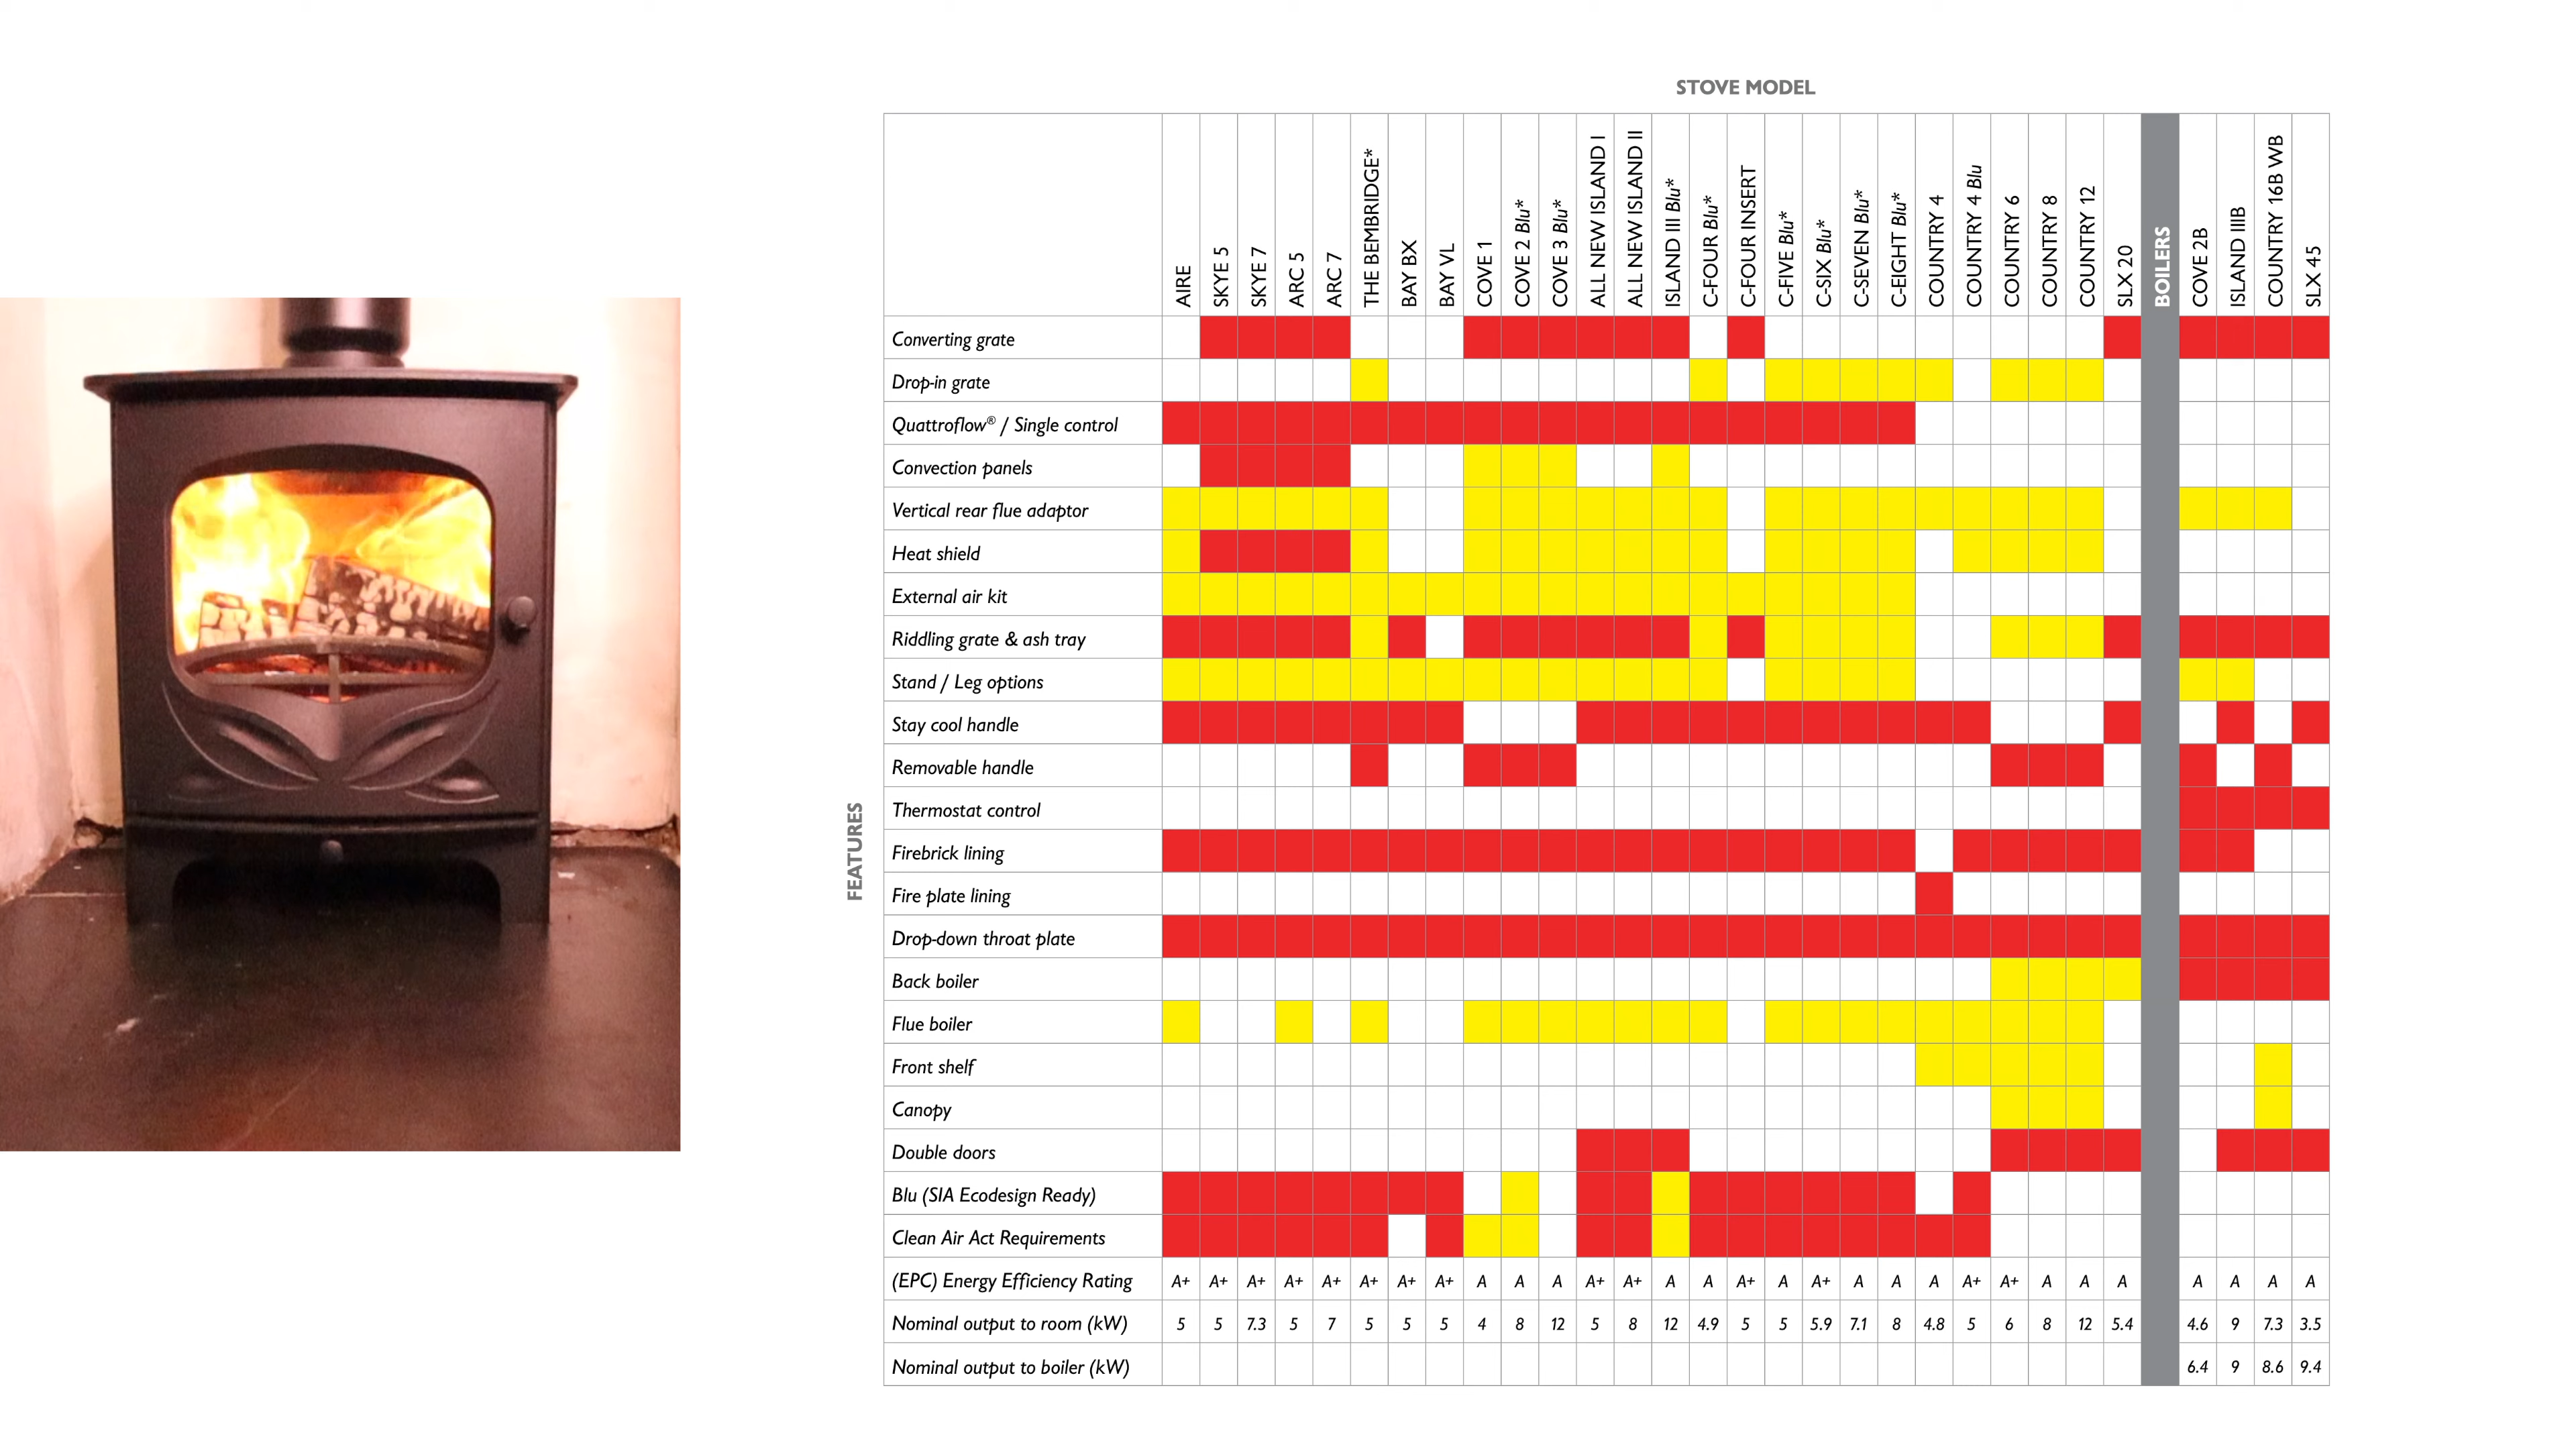 STOVE MODEL
AIRE
SKYE 5
SKYE 7
ARC 5
ARC 7
THE BEMBRIDGE*
BAY BX
BAY VL
COVE 1
COVE 2 Blu*
COVE 3 Blu*
ALL NEW ISLAND I
ALL NEW ISLAND II
ISLAND III Blu*
C-FOUR Blu*
C-FOUR INSERT
C-FIVE Blu*
C-SIX Blu*
C-SEVEN Blu*
C-EIGHT Blu*
COUNTRY 4
COUNTRY 4 Blu
COUNTRY 6
COUNTRY 8
COUNTRY 12
SLX 20
BOILERS
COVE 2B
ISLAND IIIB
COUNTRY 16B WB
SLX 45
FEATURES
Converting grate
Drop-in grate
Quattroflow® / Single control
Convection panels
Vertical rear flue adaptor
Heat shield
External air kit
Riddling grate & ash tray
Stand / Leg options
Stay cool handle
Removable handle
Thermostat control
Firebrick lining
Fire plate lining
Drop-down throat plate
Back boiler
Flue boiler
Front shelf
Canopy
Double doors
Blu (SIA Ecodesign Ready)
Clean Air Act Requirements
(EPC) Energy Efficiency Rating A+ A+ A+ A+ A+ A+ A+ A+ A A A A+ A+ A A A+ A A+ A A A A+ A+ A A A A A A A
Nominal output to room (kW) 5 5 7.3 5 7 5 5 5 4 8 12 5 8 12 4.9 5 5 5.9 7.1 8 4.8 5 6 8 12 5.4 4.6 9 7.3 3.5
Nominal output to boiler (kW) 6.4 9 8.6 9.4